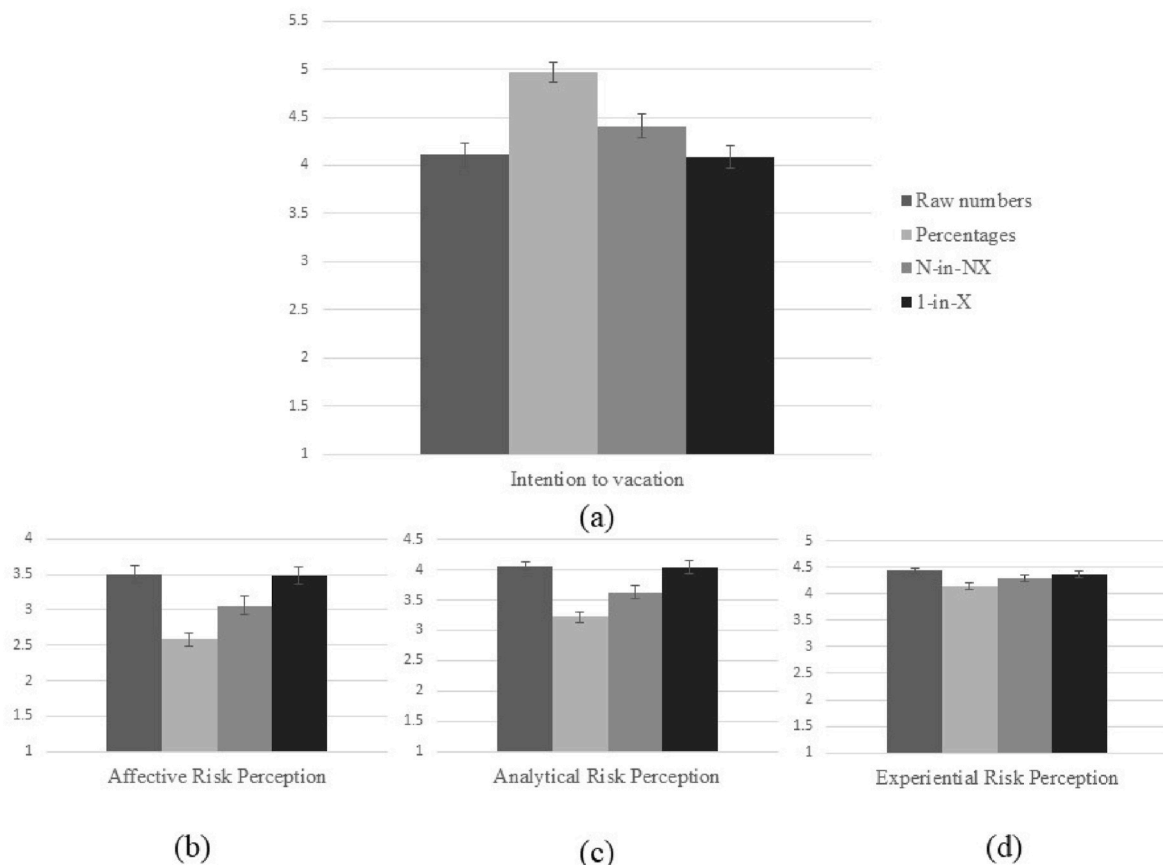 5.5
5
4.5
4
3.5
3
2.5
2
1.5
1
Raw numbers
Percentages
N-in-NX
1-in-X
Intention to vacation
(a)
4
3.5
3
2.5
2
1.5
1
Affective Risk Perception
(b)
4.5
4
3.5
3
2.5
2
1.5
1
Analytical Risk Perception
(c)
5
4.5
4
3.5
3
2.5
2
1.5
1
Experiential Risk Perception
(d)